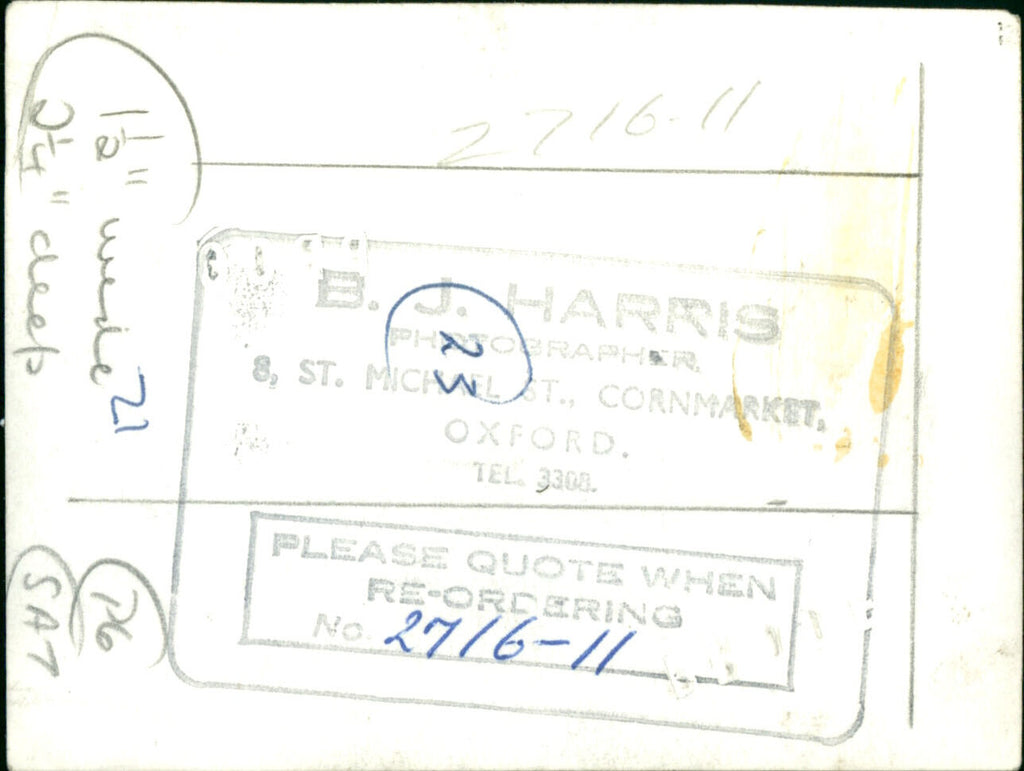 2716-11
1½" wide
2¼" deep
21
B. J. HARRIS
PHOTOGRAPHER,
8, ST. MICHAEL ST., CORNMARKET,
OXFORD.
TEL. 3308.
23
PLEASE QUOTE WHEN
RE-ORDERING
No. 2716-11
P6
SAT